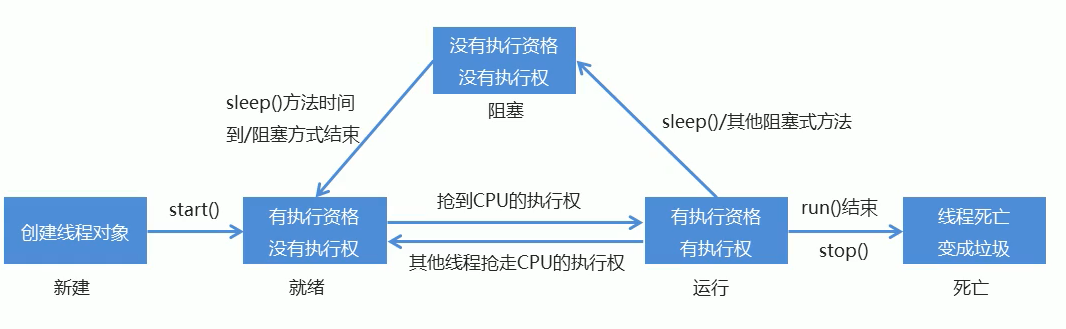 没有执行资格
没有执行权
阻塞
sleep()方法时间
到/阻塞方式结束
sleep()/其他阻塞式方法
创建线程对象
新建
start()
有执行资格
没有执行权
就绪
抢到CPU的执行权
其他线程抢走CPU的执行权
有执行资格
有执行权
运行
run()结束
stop()
线程死亡
变成垃圾
死亡